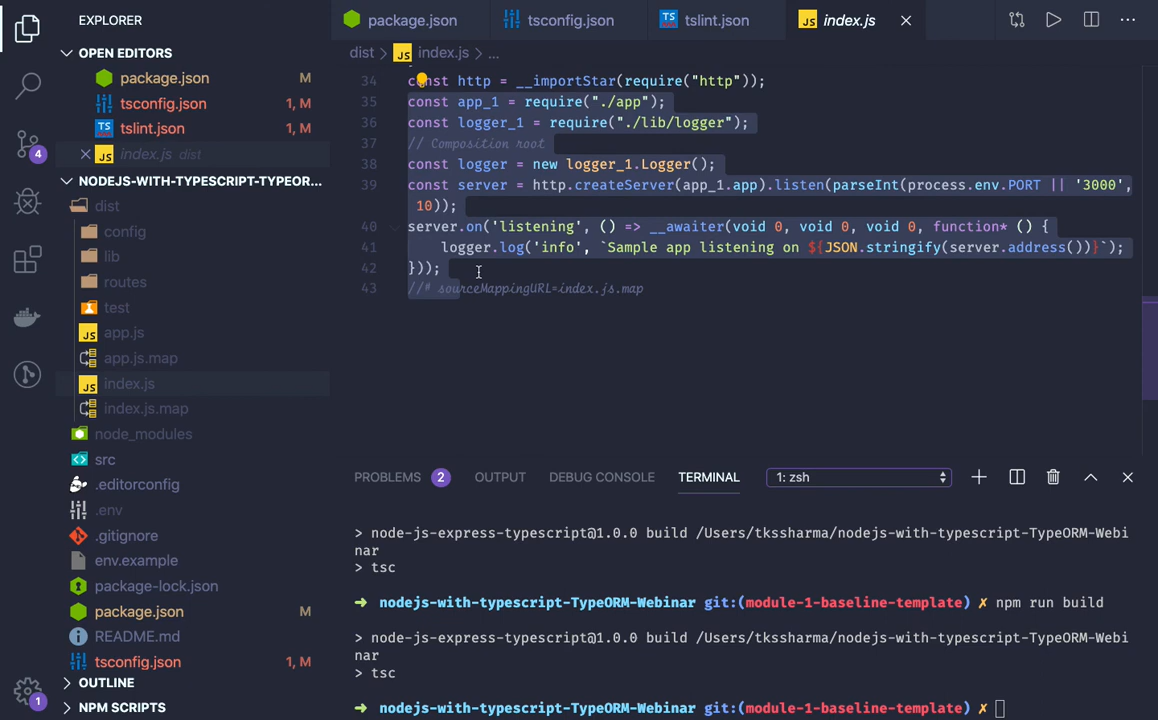 EXPLORER
OPEN EDITORS
package.json M
tsconfig.json 1, M
tslint.json 1, M
index.js dist
NODEJS-WITH-TYPESCRIPT-TYPEOR...
dist
config
lib
routes
test
JS app.js
app.js.map
JS index.js
index.js.map
node_modules
src
.editorconfig
.env
.gitignore
env.example
package-lock.json
package.json M
README.md
tsconfig.json 1, M
OUTLINE
NPM SCRIPTS
4
1
package.json
tsconfig.json
TS tslint.json
JS index.js
dist > JS index.js > ...
34 const http = __importStar(require("http"));
35 const app_1 = require("./app");
36 const logger_1 = require("./lib/logger");
37 // Composition root
38 const logger = new logger_1.Logger();
39 const server = http.createServer(app_1.app).listen(parseInt(process.env.PORT || '3000',
10));
40 server.on('listening', () => __awaiter(void 0, void 0, void 0, function* () {
41 logger.log('info', `Sample app listening on ${JSON.stringify(server.address())}`);
42 }));
43 //# sourceMappingURL=index.js.map
PROBLEMS 2 OUTPUT DEBUG CONSOLE TERMINAL 1: zsh
> node-js-express-typescript@1.0.0 build /Users/tkssharma/nodejs-with-typescript-TypeORM-Webi
nar
> tsc
➜ nodejs-with-typescript-TypeORM-Webinar git:(module-1-baseline-template) ✗ npm run build
> node-js-express-typescript@1.0.0 build /Users/tkssharma/nodejs-with-typescript-TypeORM-Webi
nar
> tsc
➜ nodejs-with-typescript-TypeORM-Webinar git:(module-1-baseline-template) ✗